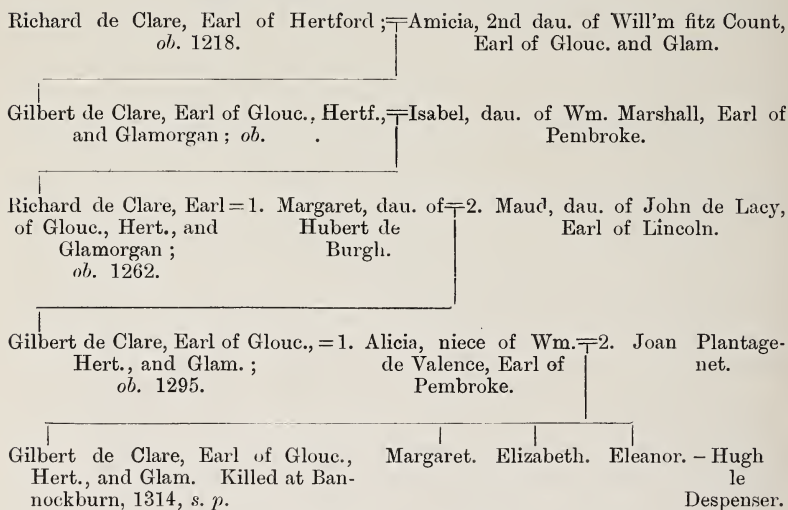 Richard de Clare, Earl of Hertford ; Amicia, 2nd dau. of Will'm fitz Count,
ob. 1218. Earl of Glouc. and Glam.
Gilbert de Clare, Earl of Glouc., Hertf., Isabel, dau. of Wm. Marshall, Earl of
and Glamorgan ; ob. . Pembroke.
Richard de Clare, Earl = 1. Margaret, dau. of 2. Maud, dau. of John de Lacy,
of Glouc., Hert., and Hubert de Earl of Lincoln.
Glamorgan ; Burgh.
ob. 1262.
Gilbert de Clare, Earl of Glouc., = 1. Alicia, niece of Wm. 2. Joan Plantage-
Hert., and Glam. ; de Valence, Earl of net.
ob. 1295. Pembroke.
Gilbert de Clare, Earl of Glouc., Margaret. Elizabeth. Eleanor. – Hugh
Hert., and Glam. Killed at Ban- le
nockburn, 1314, s. p. Despenser.